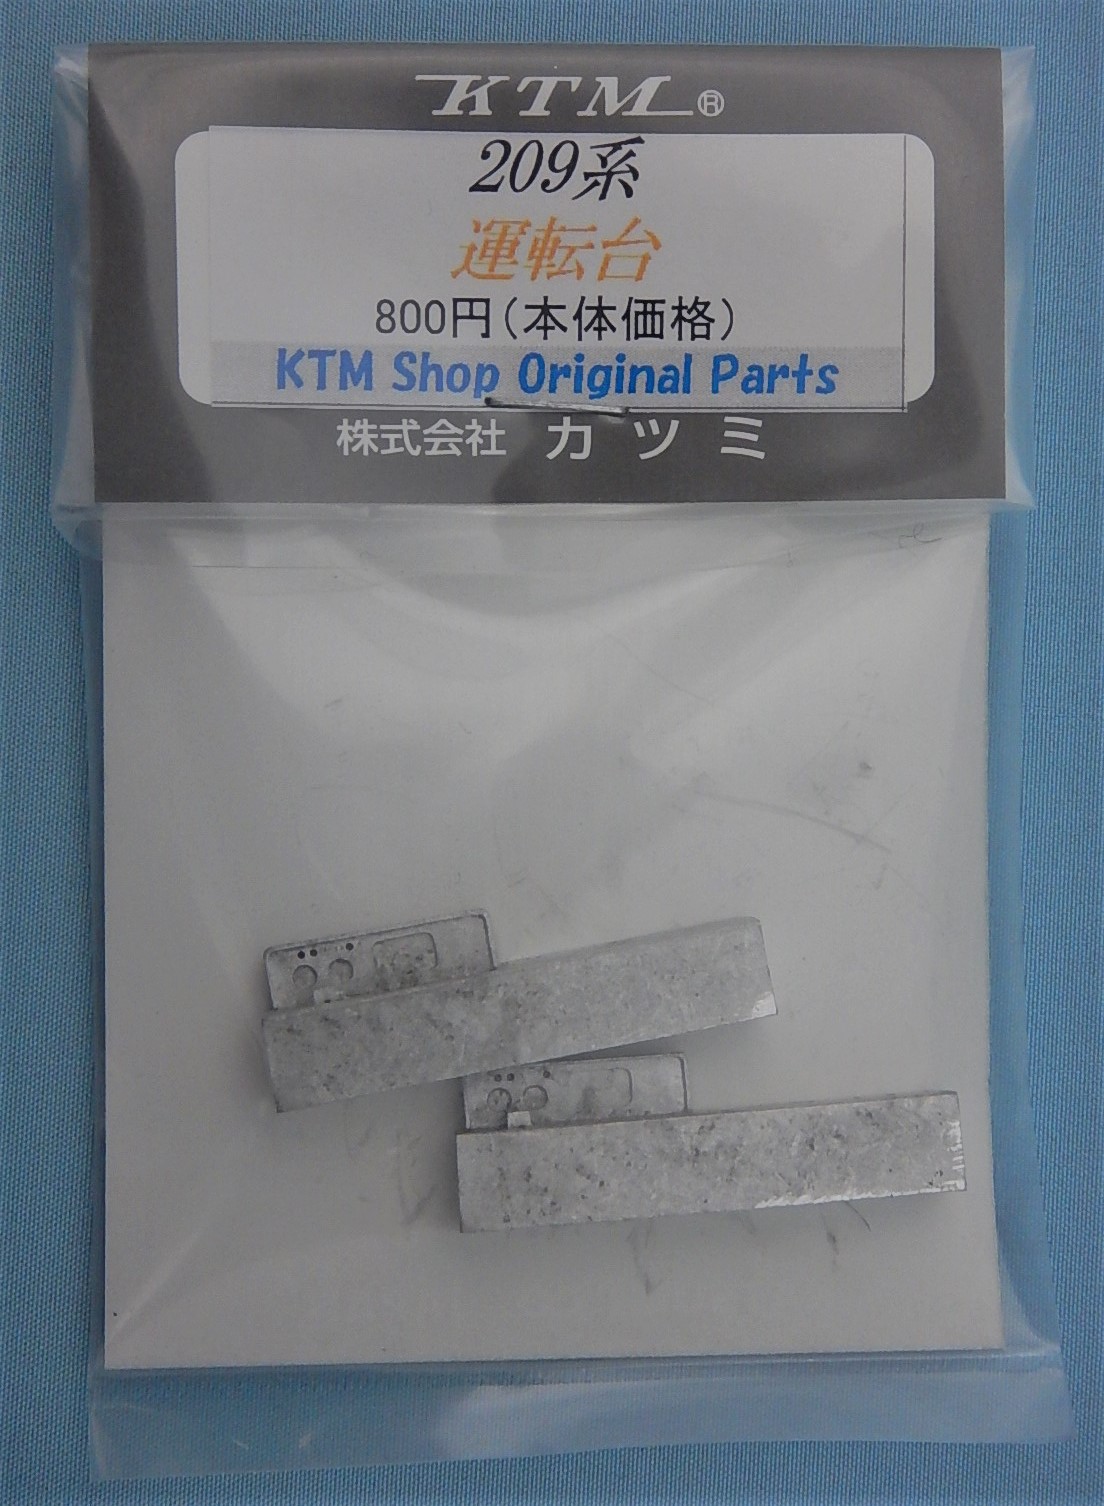 KTM®
209系
運転台
800円(本体価格)
KTM Shop Original Parts
株式会社 カツミ